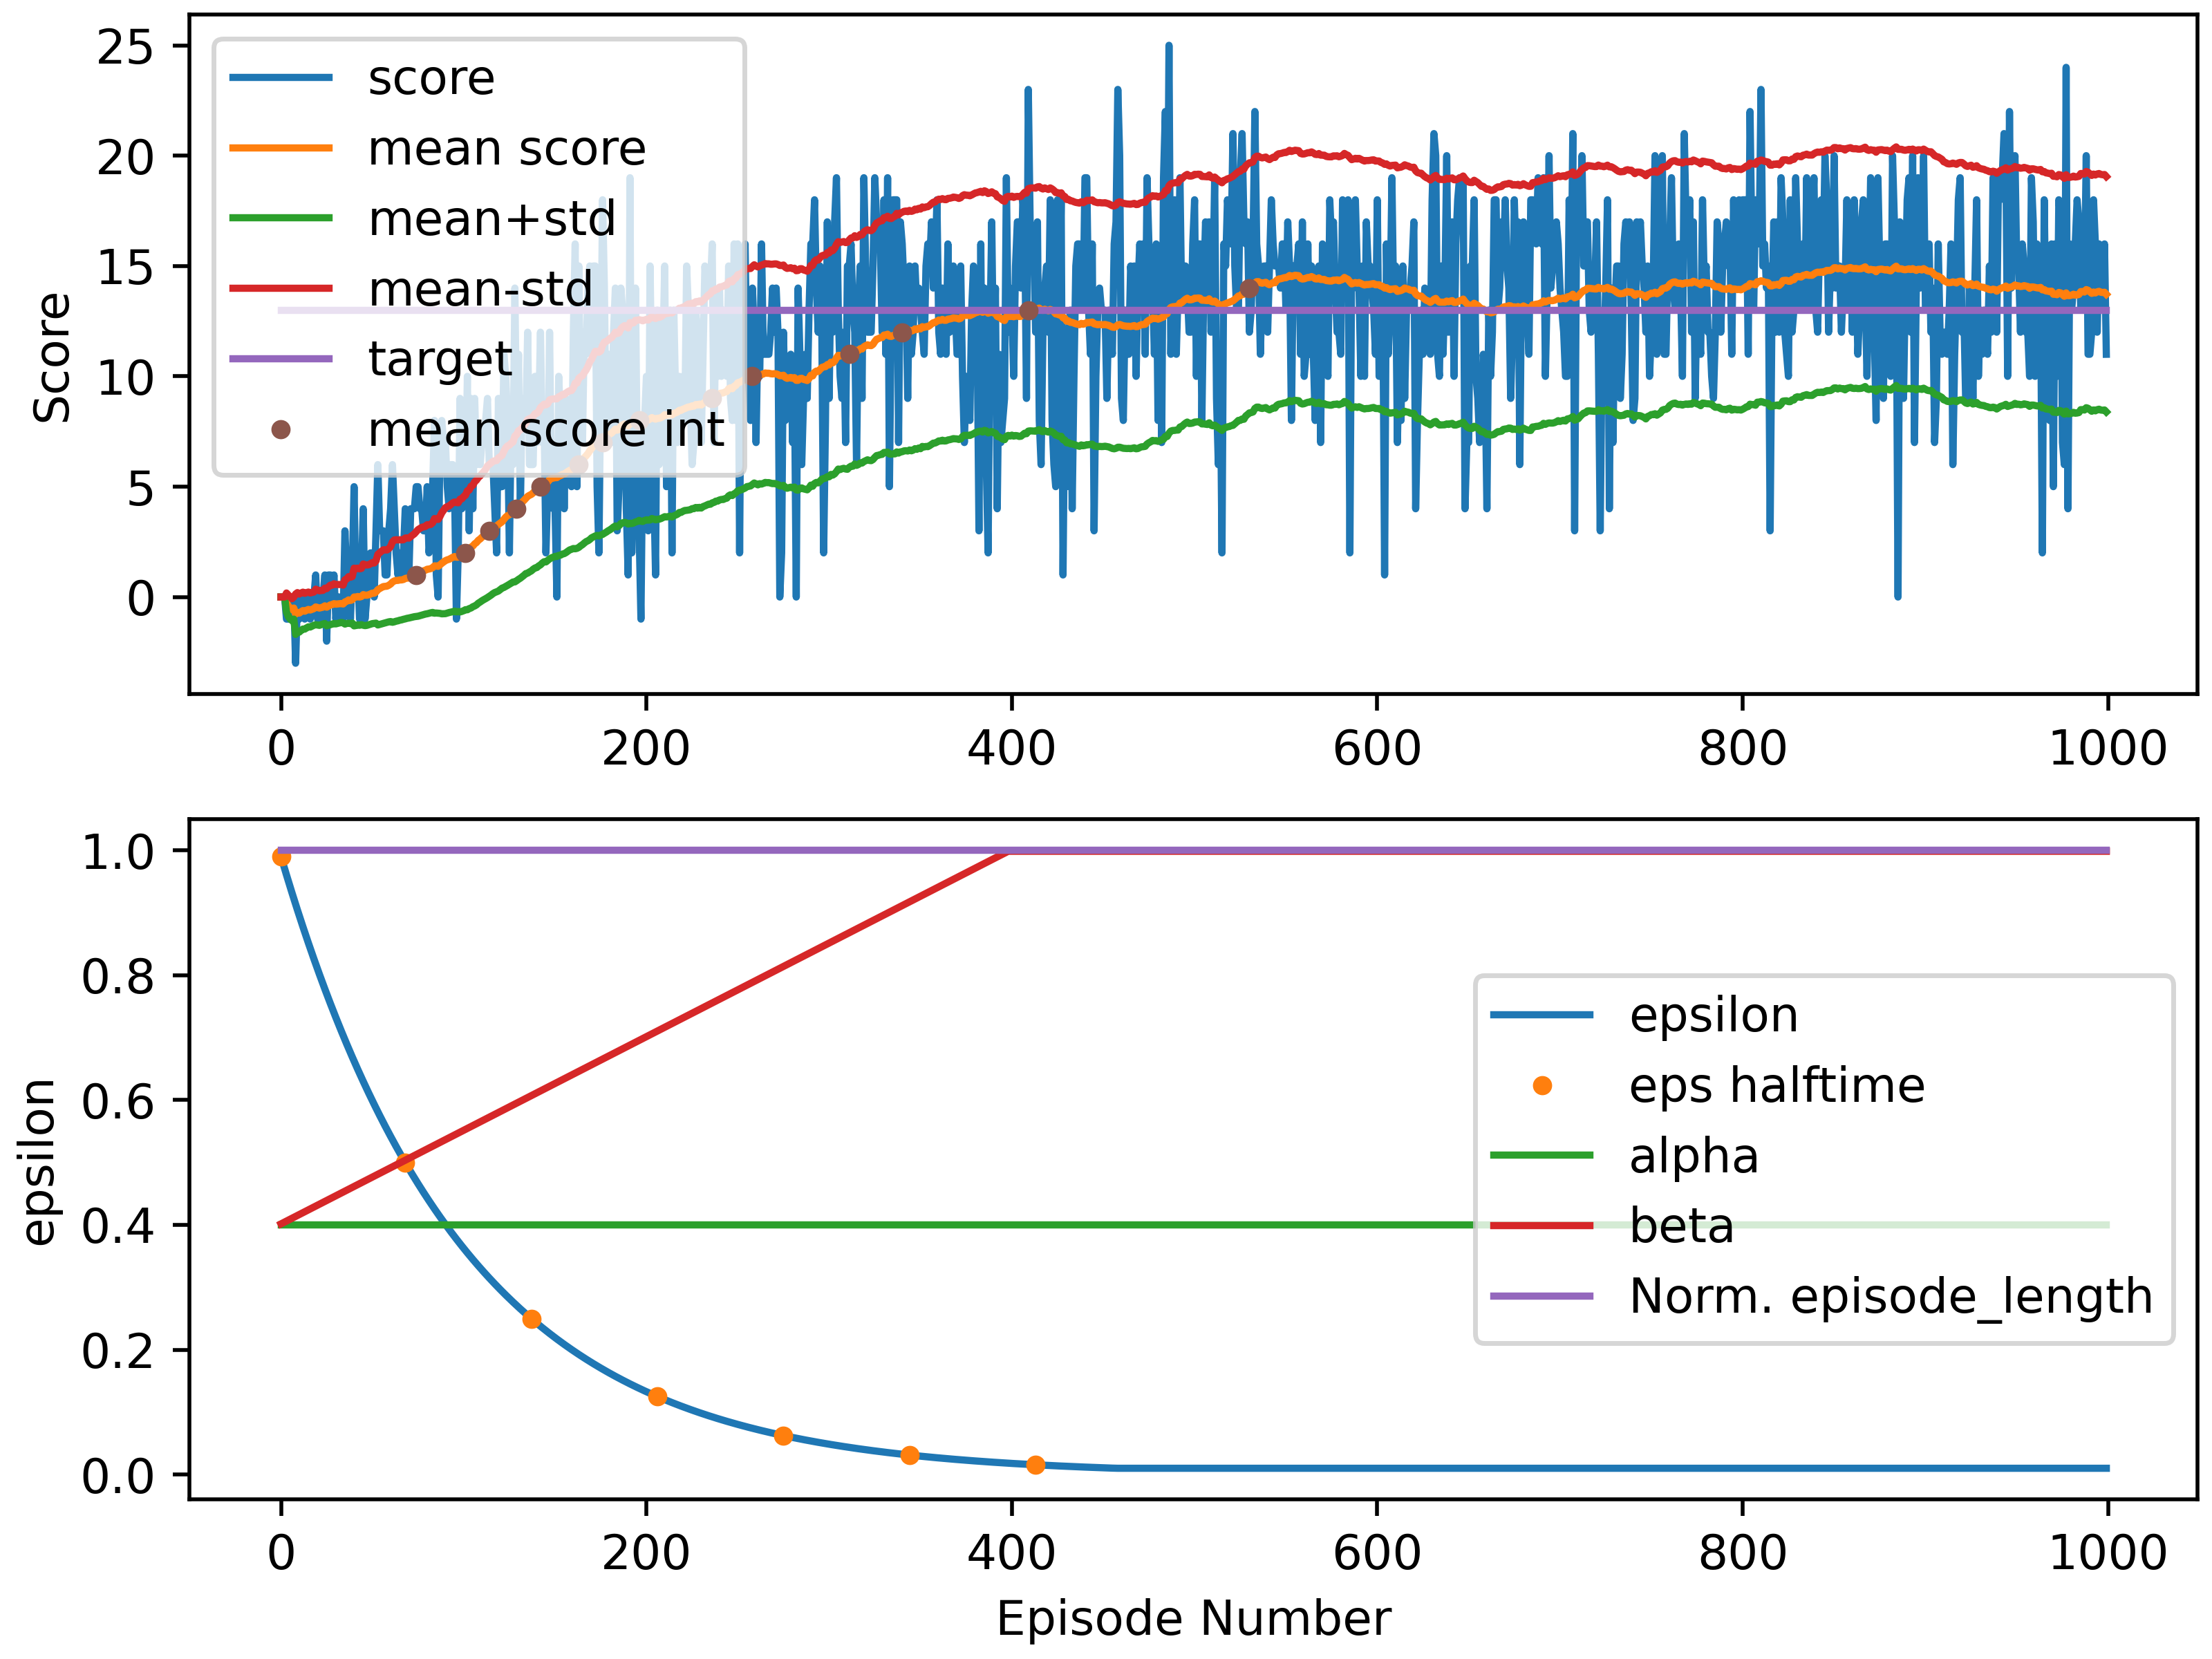 25
20
15
10
5
0
Score
score
mean score
mean+std
mean-std
target
mean score int
0 200 400 600 800 1000
1.0
0.8
0.6
0.4
0.2
0.0
epsilon
epsilon
eps halftime
alpha
beta
Norm. episode_length
0 200 400 600 800 1000
Episode Number